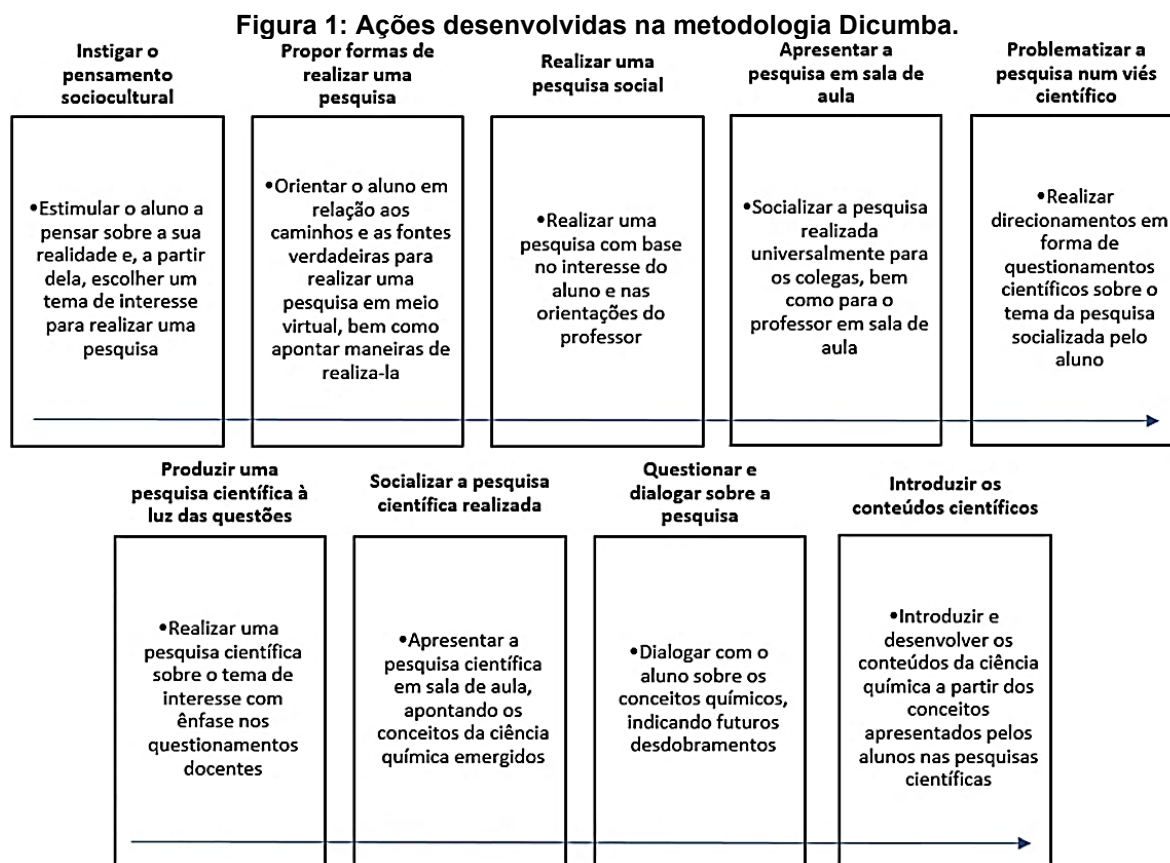 Figura 1: Ações desenvolvidas na metodologia Dicumba.
Instigar o
pensamento
sociocultural
•Estimular o aluno a
pensar sobre a sua
realidade e, a partir
dela, escolher um
tema de interesse
para realizar uma
pesquisa
Propor formas de
realizar uma
pesquisa
•Orientar o aluno em
relação aos
caminhos e as fontes
verdadeiras para
realizar uma
pesquisa em meio
virtual, bem como
apontar maneiras de
realiza-la
Realizar uma
pesquisa social
•Realizar uma
pesquisa com base
no interesse do
aluno e nas
orientações do
professor
Apresentar a
pesquisa em sala de
aula
•Socializar a pesquisa
realizada
universalmente para
os colegas, bem
como para o
professor em sala de
aula
Problematizar a
pesquisa num viés
científico
•Realizar
direcionamentos em
forma de
questionamentos
científicos sobre o
tema da pesquisa
socializada pelo
aluno
Produzir uma
pesquisa científica à
luz das questões
•Realizar uma
pesquisa científica
sobre o tema de
interesse com
ênfase nos
questionamentos
docentes
Socializar a pesquisa
científica realizada
•Apresentar a
pesquisa científica
em sala de aula,
apontando os
conceitos da ciência
química emergidos
Questionar e
dialogar sobre a
pesquisa
•Dialogar com o
aluno sobre os
conceitos químicos,
indicando futuros
desdobramentos
Introduzir os
conteúdos científicos
•Introduzir e
desenvolver os
conteúdos da ciência
química a partir dos
conceitos
apresentados pelos
alunos nas pesquisas
científicas